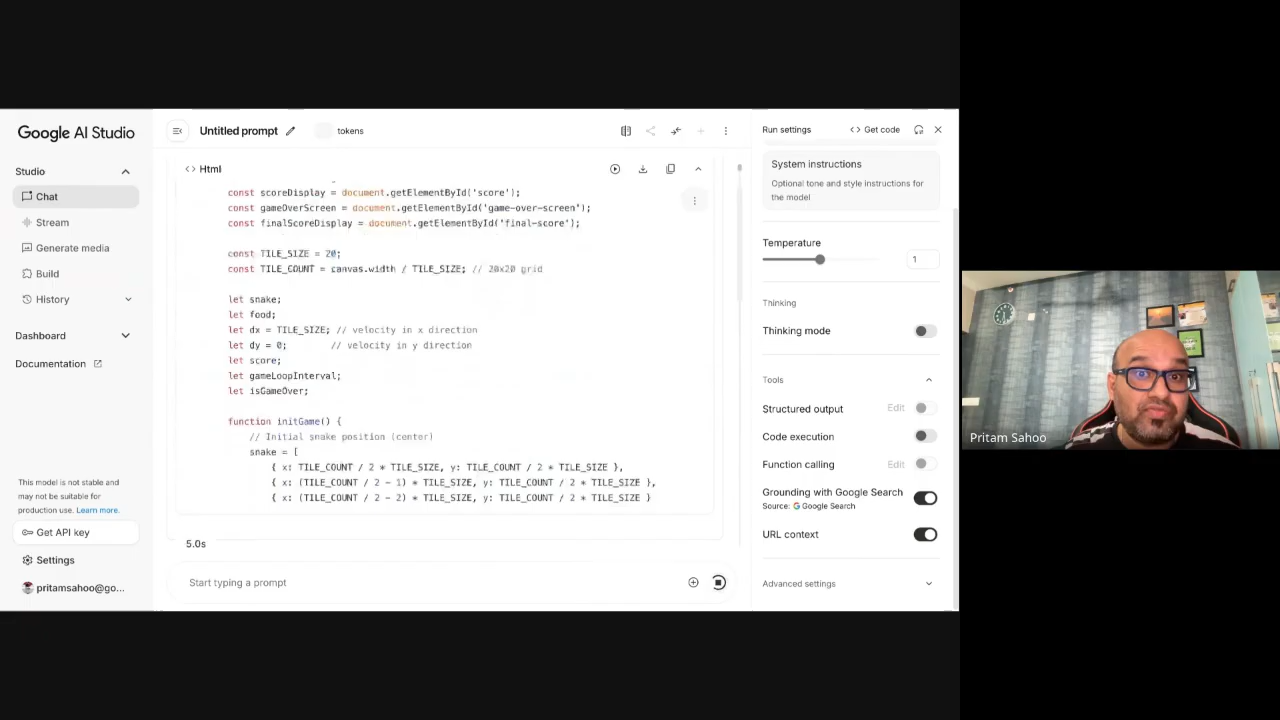 Google AI Studio
Studio
Chat
Stream
Generate media
Build
History
Dashboard
Documentation
This model is not stable and
may not be suitable for
production use. Learn more.
Get API key
Settings
pritamsahoo@go...
Untitled prompt
tokens
<> Html
const scoreDisplay = document.getElementById('score');
const gameOverScreen = document.getElementById('game-over-screen');
const finalScoreDisplay = document.getElementById('final-score');
const TILE_SIZE = 20;
const TILE_COUNT = canvas.width / TILE_SIZE; // 20x20 grid
let snake;
let food;
let dx = TILE_SIZE; // velocity in x direction
let dy = 0; // velocity in y direction
let score;
let gameLoopInterval;
let isGameOver;
function initGame() {
// Initial snake position (center)
snake = [
{ x: TILE_COUNT / 2 * TILE_SIZE, y: TILE_COUNT / 2 * TILE_SIZE },
{ x: (TILE_COUNT / 2 - 1) * TILE_SIZE, y: TILE_COUNT / 2 * TILE_SIZE },
{ x: (TILE_COUNT / 2 - 2) * TILE_SIZE, y: TILE_COUNT / 2 * TILE_SIZE }
5.0s
Start typing a prompt
Run settings
<> Get code
System instructions
Optional tone and style instructions for
the model
Temperature
1
Thinking
Thinking mode
Tools
Structured output Edit
Code execution
Function calling Edit
Grounding with Google Search
Source: G Google Search
URL context
Advanced settings
Pritam Sahoo